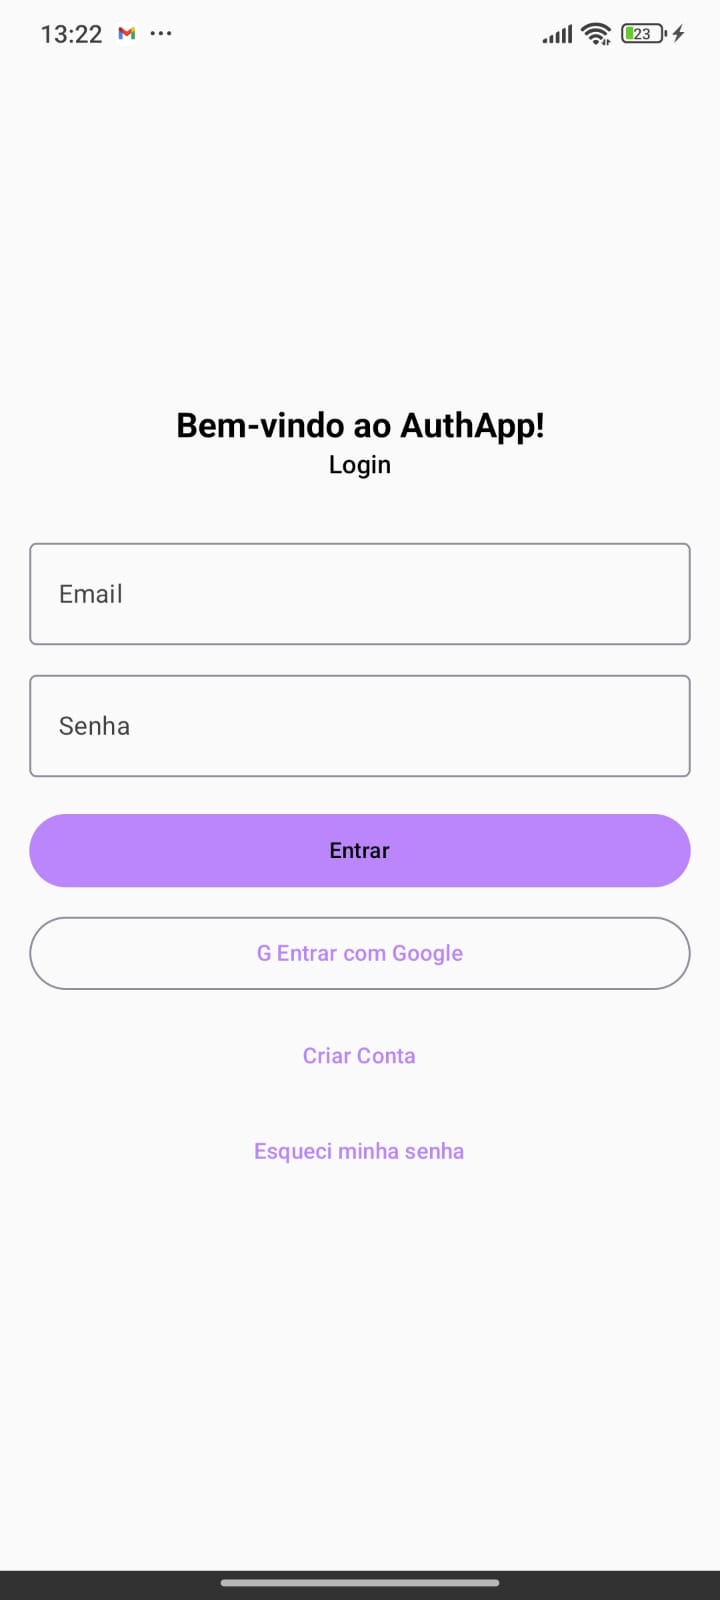 13:22
23
Bem-vindo ao AuthApp!
Login
Email
Senha
Entrar
G Entrar com Google
Criar Conta
Esqueci minha senha